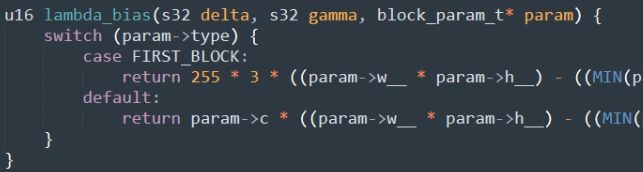 u16 lambda_bias(s32 delta, s32 gamma, block_param_t* param) {
switch (param->type) {
case FIRST_BLOCK:
return 255 * 3 * ((param->w__ * param->h__) - ((MIN(p
default:
return param->c * ((param->w__ * param->h__) - ((MIN(
}
}